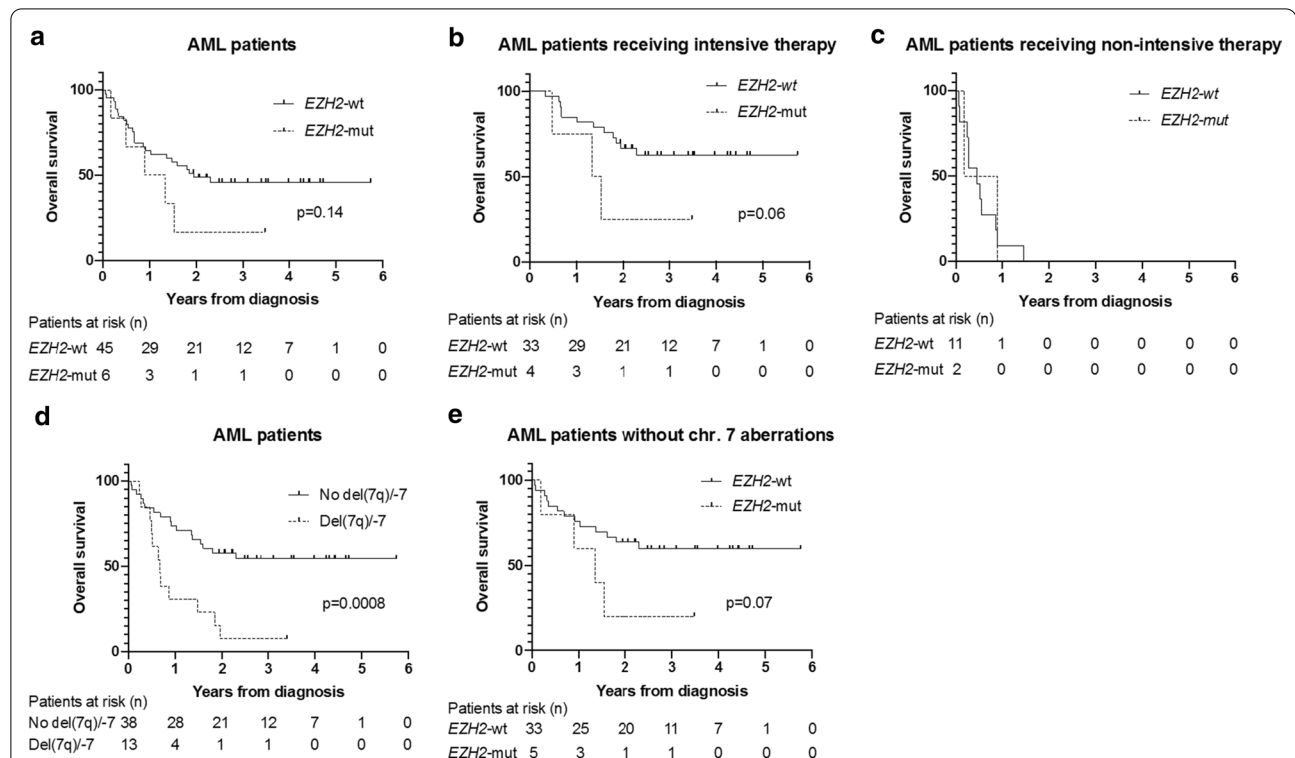 a
AML patients
100
50
0
Overall survival
EZH2-wt
EZH2-mut
p=0.14
0 1 2 3 4 5 6
Years from diagnosis
Patients at risk (n)
EZH2-wt 45 29 21 12 7 1 0
EZH2-mut 6 3 1 1 0 0 0
b
AML patients receiving intensive therapy
100
50
0
Overall survival
EZH2-wt
EZH2-mut
p=0.06
0 1 2 3 4 5 6
Years from diagnosis
Patients at risk (n)
EZH2-wt 33 29 21 12 7 1 0
EZH2-mut 4 3 1 1 0 0 0
c
AML patients receiving non-intensive therapy
100
50
0
Overall survival
EZH2-wt
EZH2-mut
0 1 2 3 4 5 6
Years from diagnosis
Patients at risk (n)
EZH2-wt 11 1 0 0 0 0 0
EZH2-mut 2 0 0 0 0 0 0
d
AML patients
100
50
0
Overall survival
No del(7q)/-7
Del(7q)/-7
p=0.0008
0 1 2 3 4 5 6
Years from diagnosis
Patients at risk (n)
No del(7q)/-7 38 28 21 12 7 1 0
Del(7q)/-7 13 4 1 1 0 0 0
e
AML patients without chr. 7 aberrations
100
50
0
Overall survival
EZH2-wt
EZH2-mut
p=0.07
0 1 2 3 4 5 6
Years from diagnosis
Patients at risk (n)
EZH2-wt 33 25 20 11 7 1 0
EZH2-mut 5 3 1 1 0 0 0